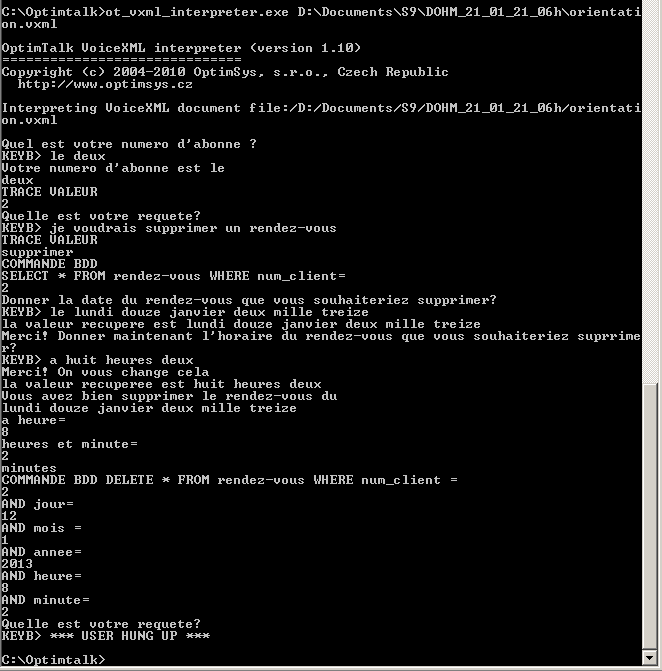 C:\Optimtalk>ot_vxml_interpreter.exe D:\Documents\S9\DOHM_21_01_21_06h\orientati
on.vxml
OptimTalk VoiceXML interpreter (version 1.10)
==============================
Copyright (c) 2004-2010 OptimSys, s.r.o., Czech Republic
http://www.optimsys.cz
Interpreting VoiceXML document file:/D:/Documents/S9/DOHM_21_01_21_06h/orientati
on.vxml
Quel est votre numero d'abonne ?
KEYB> le deux
Votre numero d'abonne est le
deux
TRACE VALEUR
2
Quelle est votre requete?
KEYB> je voudrais supprimer un rendez-vous
TRACE VALEUR
supprimer
COMMANDE BDD
SELECT * FROM rendez-vous WHERE num_client=
2
Donner la date du rendez-vous que vous souhaiteriez supprimer?
KEYB> le lundi douze janvier deux mille treize
la valeur recupere est lundi douze janvier deux mille treize
Merci! Donner maintenant l'horaire du rendez-vous que vous souhaiteriez suprrime
r?
KEYB> a huit heures deux
Merci! On vous change cela
la valeur recuperee est huit heures deux
Vous avez bien supprimer le rendez-vous du
lundi douze janvier deux mille treize
a heure=
8
heures et minute=
2
minutes
COMMANDE BDD DELETE * FROM rendez-vous WHERE num_client =
2
AND jour=
12
AND mois =
1
AND annee=
2013
AND heure=
8
AND minute=
2
Quelle est votre requete?
KEYB> *** USER HUNG UP ***
C:\Optimtalk>